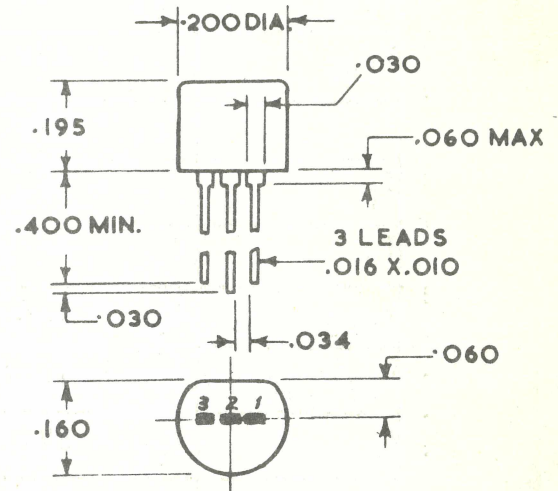 .200 DIA.
.030
.195
.060 MAX
.400 MIN.
3 LEADS
.016 X .010
.030
.034
.060
3 2 1
.160